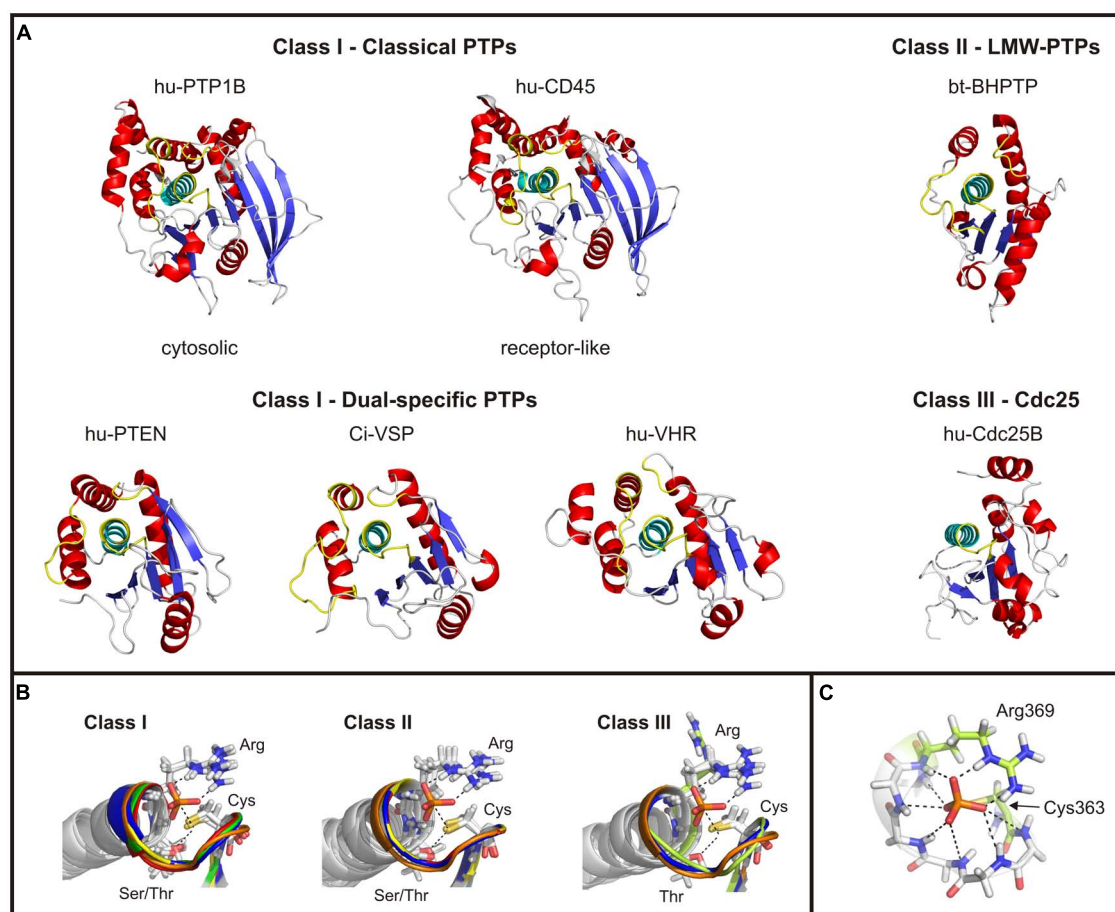 A
Class I - Classical PTPs
Class II - LMW-PTPs
hu-PTP1B
hu-CD45
bt-BHPTP
cytosolic
receptor-like
Class I - Dual-specific PTPs
Class III - Cdc25
hu-PTEN
Ci-VSP
hu-VHR
hu-Cdc25B
B
Class I
Arg
Cys
Ser/Thr
Class II
Arg
Cys
Ser/Thr
Class III
Arg
Cys
Thr
C
Arg369
Cys363